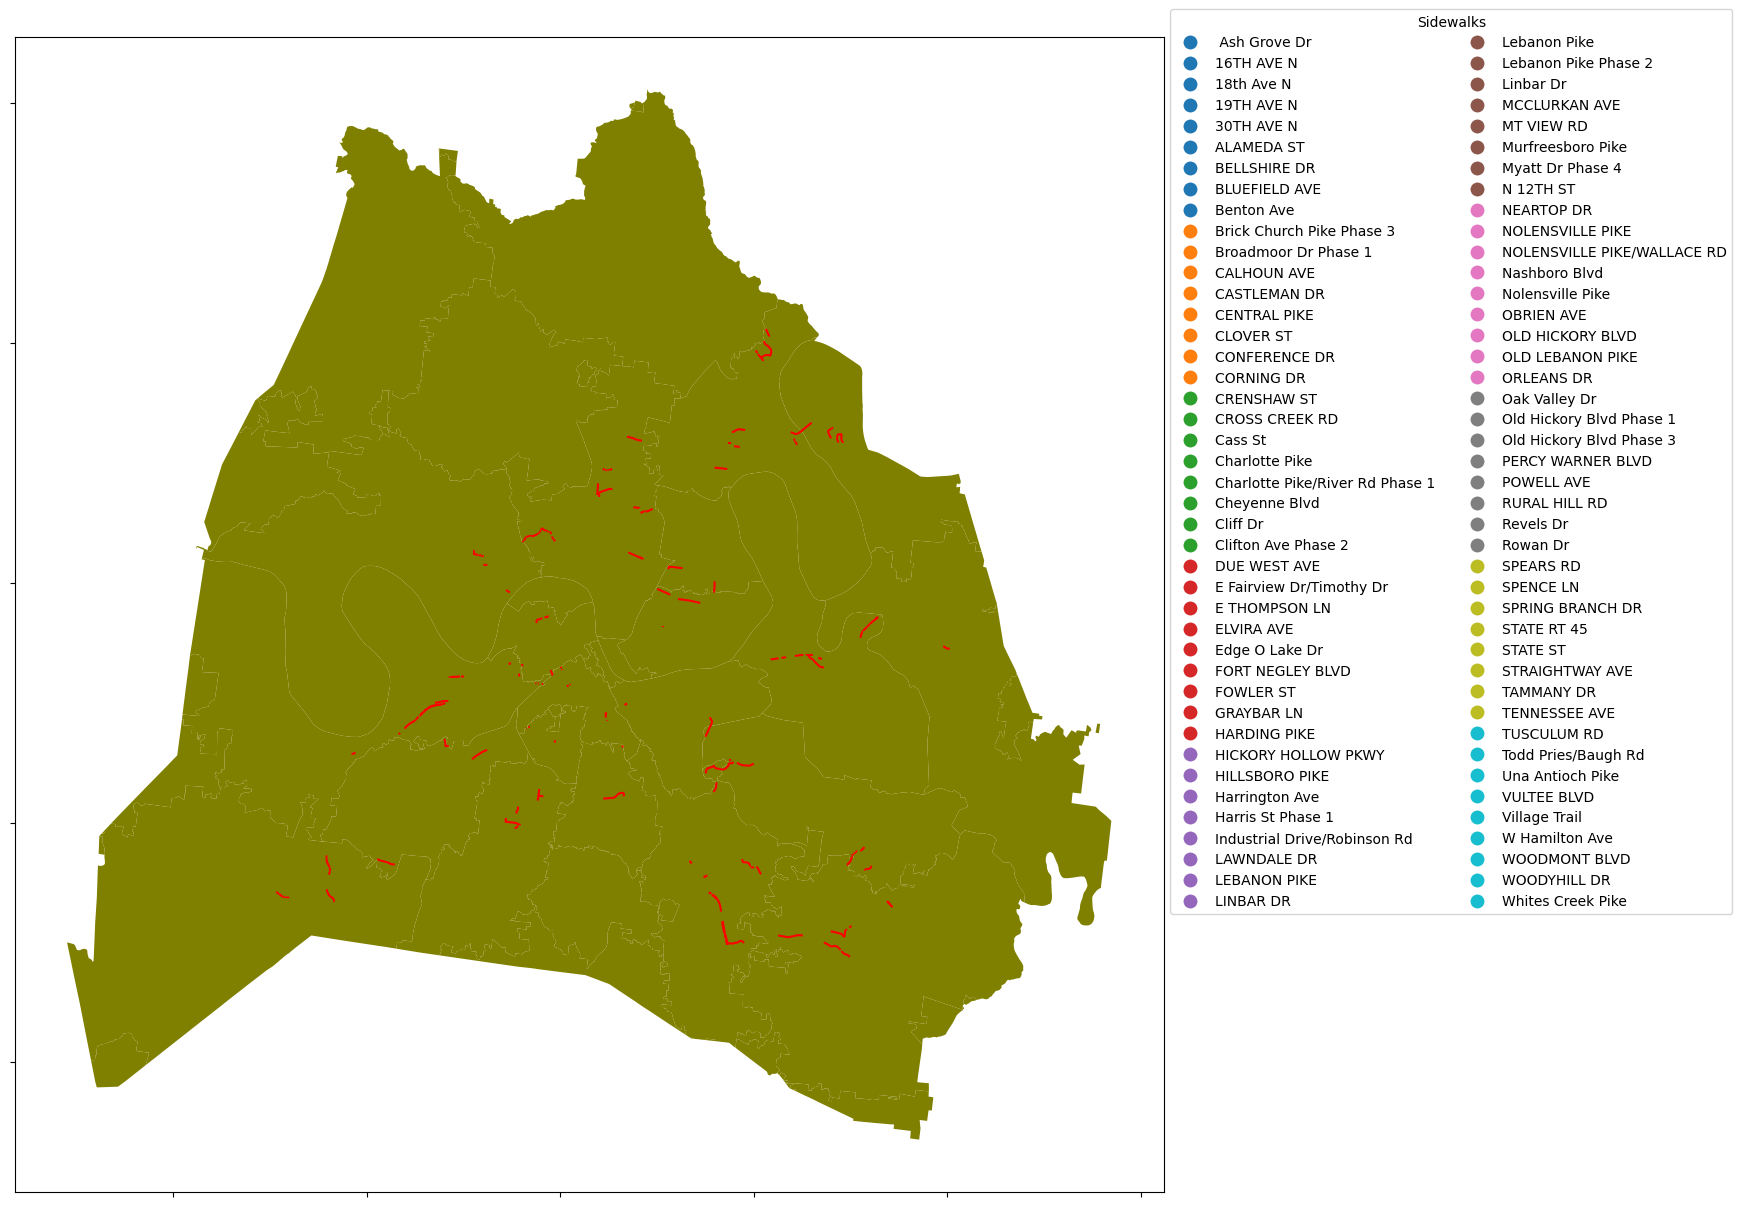 Sidewalks
Ash Grove Dr
16TH AVE N
18th Ave N
19TH AVE N
30TH AVE N
ALAMEDA ST
BELLSHIRE DR
BLUEFIELD AVE
Benton Ave
Brick Church Pike Phase 3
Broadmoor Dr Phase 1
CALHOUN AVE
CASTLEMAN DR
CENTRAL PIKE
CLOVER ST
CONFERENCE DR
CORNING DR
CRENSHAW ST
CROSS CREEK RD
Cass St
Charlotte Pike
Charlotte Pike/River Rd Phase 1
Cheyenne Blvd
Cliff Dr
Clifton Ave Phase 2
DUE WEST AVE
E Fairview Dr/Timothy Dr
E THOMPSON LN
ELVIRA AVE
Edge O Lake Dr
FORT NEGLEY BLVD
FOWLER ST
GRAYBAR LN
HARDING PIKE
HICKORY HOLLOW PKWY
HILLSBORO PIKE
Harrington Ave
Harris St Phase 1
Industrial Drive/Robinson Rd
LAWNDALE DR
LEBANON PIKE
LINBAR DR
Lebanon Pike
Lebanon Pike Phase 2
Linbar Dr
MCCLURKAN AVE
MT VIEW RD
Murfreesboro Pike
Myatt Dr Phase 4
N 12TH ST
NEARTOP DR
NOLENSVILLE PIKE
NOLENSVILLE PIKE/WALLACE RD
Nashboro Blvd
Nolensville Pike
OBRIEN AVE
OLD HICKORY BLVD
OLD LEBANON PIKE
ORLEANS DR
Oak Valley Dr
Old Hickory Blvd Phase 1
Old Hickory Blvd Phase 3
PERCY WARNER BLVD
POWELL AVE
RURAL HILL RD
Revels Dr
Rowan Dr
SPEARS RD
SPENCE LN
SPRING BRANCH DR
STATE RT 45
STATE ST
STRAIGHTWAY AVE
TAMMANY DR
TENNESSEE AVE
TUSCULUM RD
Todd Pries/Baugh Rd
Una Antioch Pike
VULTEE BLVD
Village Trail
W Hamilton Ave
WOODMONT BLVD
WOODYHILL DR
Whites Creek Pike